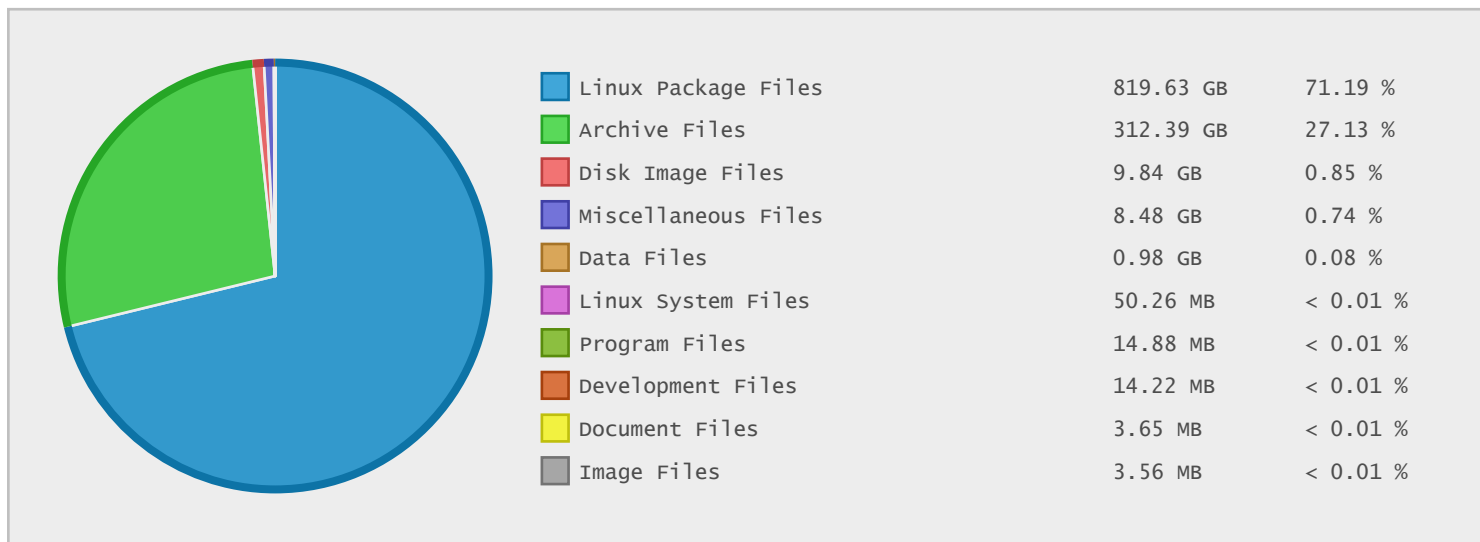 Linux Package Files 819.63 GB 71.19 %
Archive Files 312.39 GB 27.13 %
Disk Image Files 9.84 GB 0.85 %
Miscellaneous Files 8.48 GB 0.74 %
Data Files 0.98 GB 0.08 %
Linux System Files 50.26 MB < 0.01 %
Program Files 14.88 MB < 0.01 %
Development Files 14.22 MB < 0.01 %
Document Files 3.65 MB < 0.01 %
Image Files 3.56 MB < 0.01 %